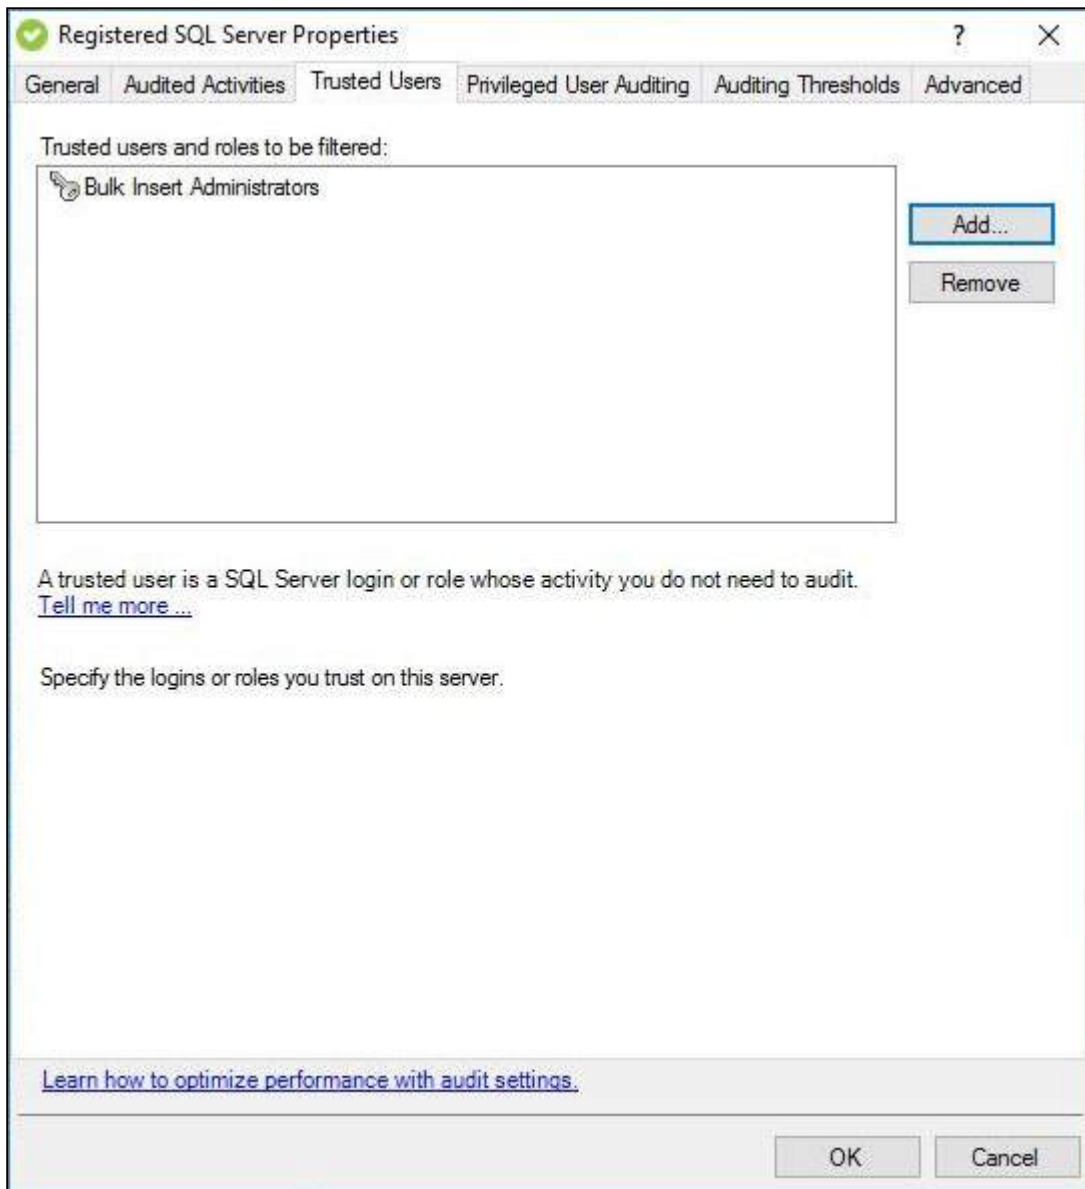 Registered SQL Server Properties ? ×
General Audited Activities Trusted Users Privileged User Auditing Auditing Thresholds Advanced
Trusted users and roles to be filtered:
Bulk Insert Administrators
Add...
Remove
A trusted user is a SQL Server login or role whose activity you do not need to audit.
Tell me more ...
Specify the logins or roles you trust on this server.
Learn how to optimize performance with audit settings.
OK Cancel